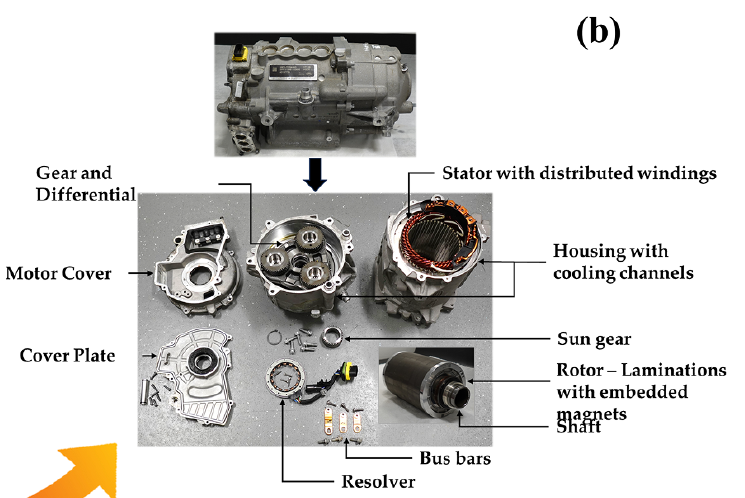 (b)
Gear and
Differential
Stator with distributed windings
Motor Cover
Housing with
cooling channels
Cover Plate
Sun gear
Rotor – Laminations
with embedded
magnets
Shaft
Bus bars
Resolver